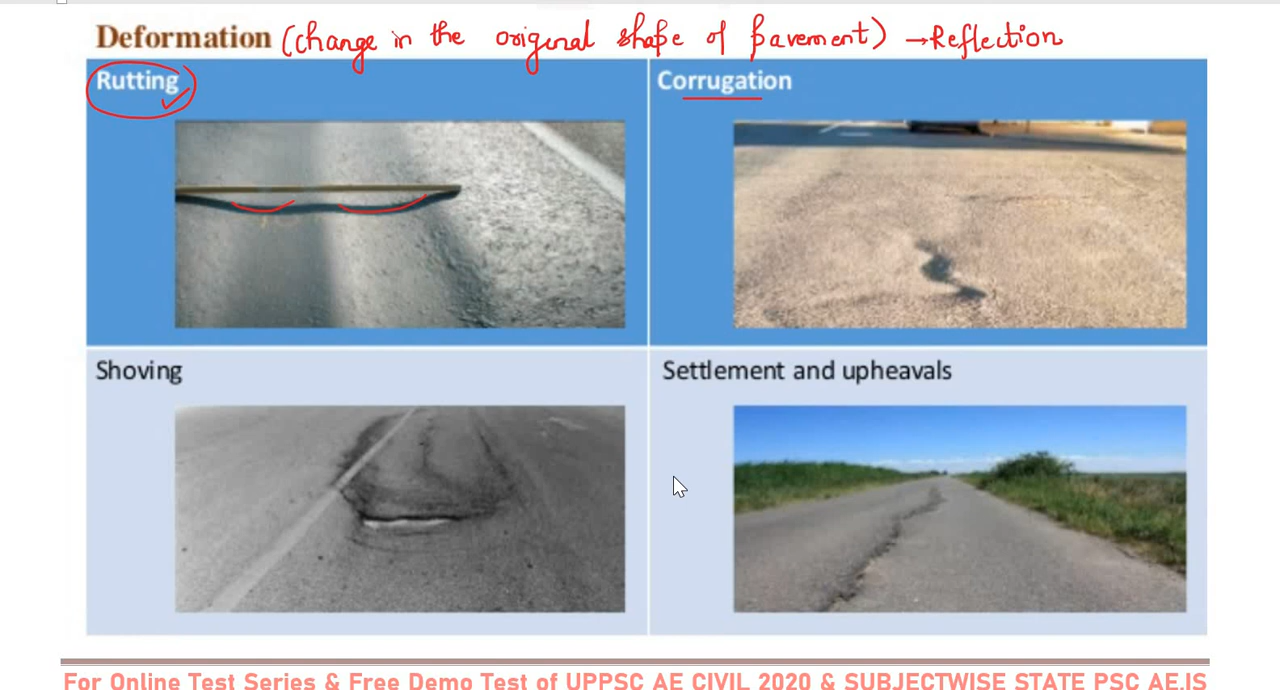 Deformation (change in the original shape of pavement) →Reflection
Rutting
Corrugation
Shoving
Settlement and upheavals
For Online Test Series & Free Demo Test of UPPSC AE CIVIL 2020 & SUBJECTWISE STATE PSC AE.IS